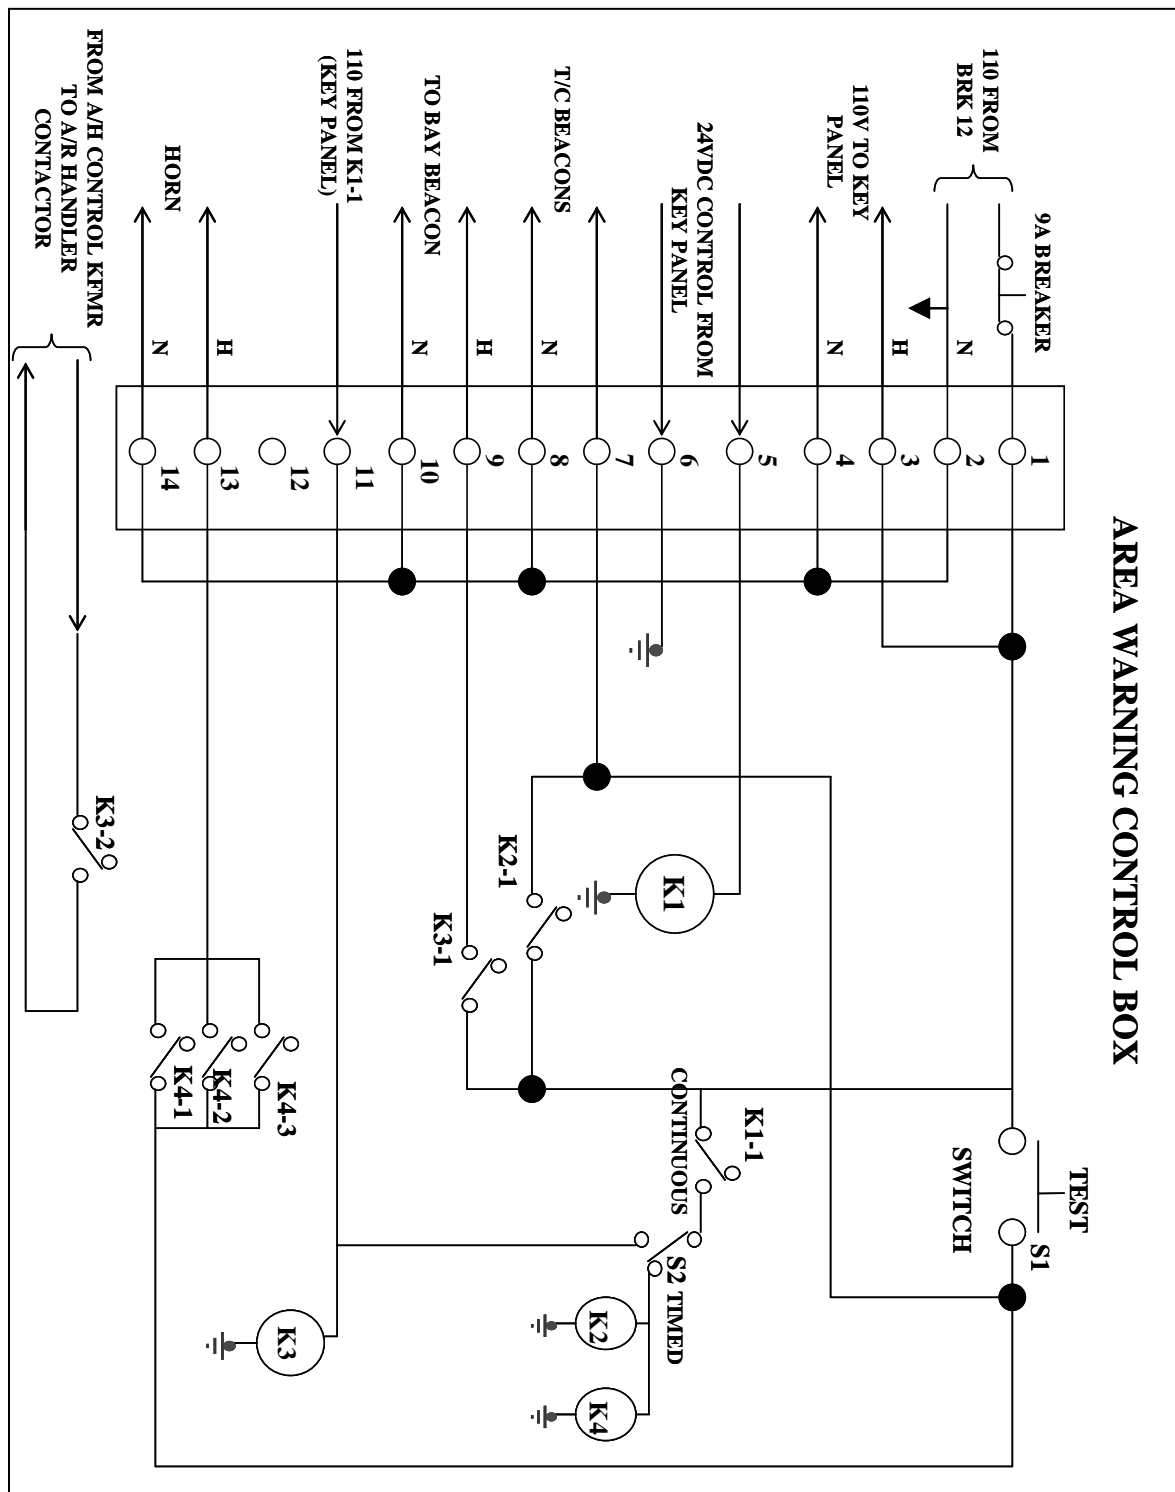 AREA WARNING CONTROL BOX
110 FROM
BRK 12
9A BREAKER
N
110V TO KEY
PANEL
H
N
24VDC CONTROL FROM
KEY PANEL
T/C BEACONS
N
TO BAY BEACON
H
N
110 FROM K1-1
(KEY PANEL)
HORN
H
N
FROM A/H CONTROL KFMR
TO A/R HANDLER
CONTACTOR
1
2
3
4
5
6
7
8
9
10
11
12
13
14
TEST
S1
SWITCH
K1-1
CONTINUOUS
S2 TIMED
K1
K2-1
K3-1
K2
K4
K3
K4-3
K4-2
K4-1
K3-2